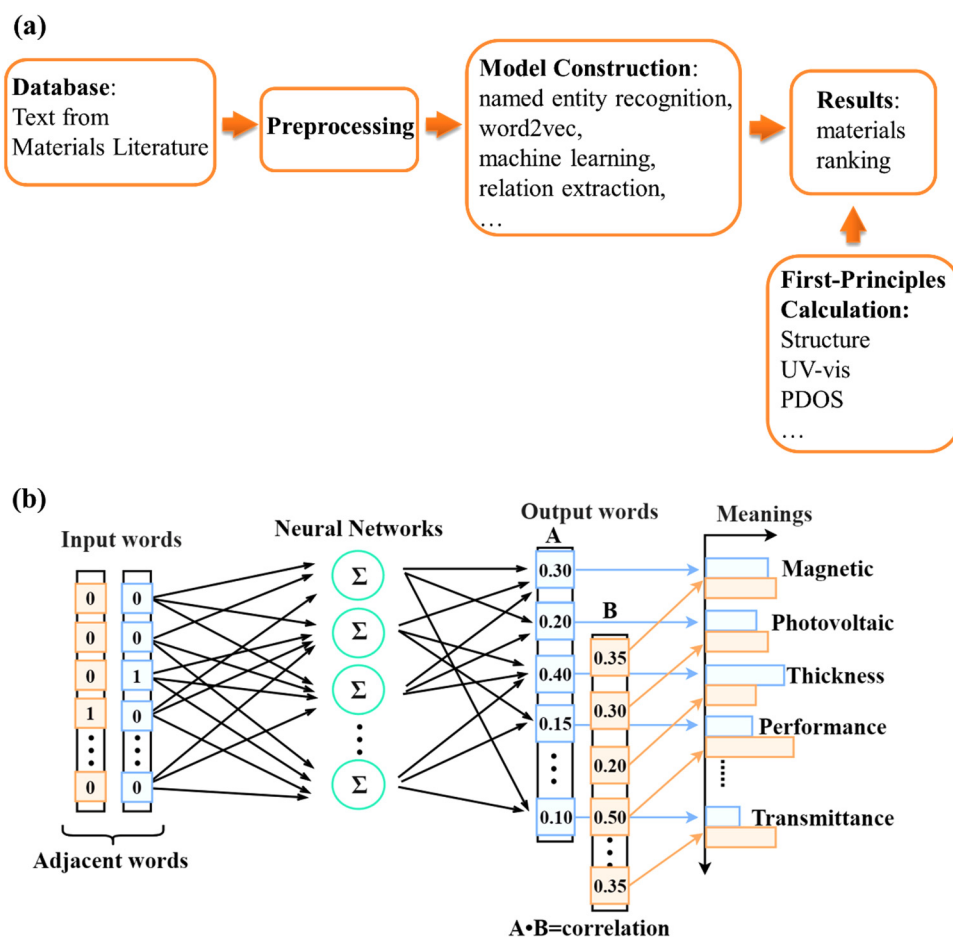 (a)
Database:
Text from
Materials Literature
Preprocessing
Model Construction:
named entity recognition,
word2vec,
machine learning,
relation extraction,
…
Results:
materials
ranking
First-Principles
Calculation:
Structure
UV-vis
PDOS
…
(b)
Input words
Neural Networks
Output words
Meanings
A
B
0
0
0
1
0
0
0
1
0
0
Adjacent words
Σ
Σ
Σ
Σ
0.30
0.20
0.40
0.15
0.10
0.35
0.30
0.20
0.50
0.35
A•B=correlation
Magnetic
Photovoltaic
Thickness
Performance
Transmittance